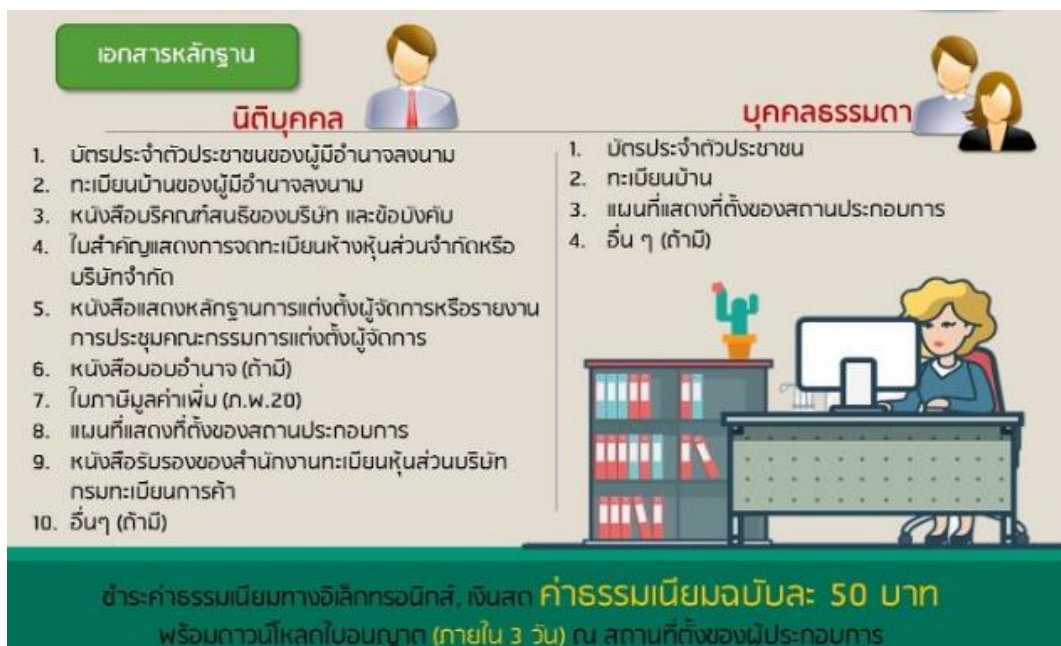 เอกสารหลักฐาน
นิติบุคคล
1. บัตรประจำตัวประชาชนของผู้มีอำนาจลงนาม
2. ทะเบียนบ้านของผู้มีอำนาจลงนาม
3. หนังสือบริคณฑ์สนธิของบริษัท และข้อบังคับ
4. ใบสำคัญแสดงการจดทะเบียนห้างหุ้นส่วนจำกัดหรือ
บริษัทจำกัด
5. หนังสือแสดงหลักฐานการแต่งตั้งผู้จัดการหรือรายงาน
การประชุมคณะกรรมการแต่งตั้งผู้จัดการ
6. หนังสือมอบอำนาจ (ถ้ามี)
7. ใบภาษีมูลค่าเพิ่ม (ภ.พ.20)
8. แผนที่แสดงที่ตั้งของสถานประกอบการ
9. หนังสือรับรองของสำนักงานทะเบียนหุ้นส่วนบริษัท
กรมทะเบียนการค้า
10. อื่นๆ (ถ้ามี)
บุคคลธรรมดา
1. บัตรประจำตัวประชาชน
2. ทะเบียนบ้าน
3. แผนที่แสดงที่ตั้งของสถานประกอบการ
4. อื่น ๆ (ถ้ามี)
ชำระค่าธรรมเนียมทางอิเล็กทรอนิกส์, เงินสด ค่าธรรมเนียมฉบับละ 50 บาท
พร้อมดาวน์โหลดใบอนุญาต (ภายใน 3 วัน) ณ สถานที่ตั้งของผู้ประกอบการ